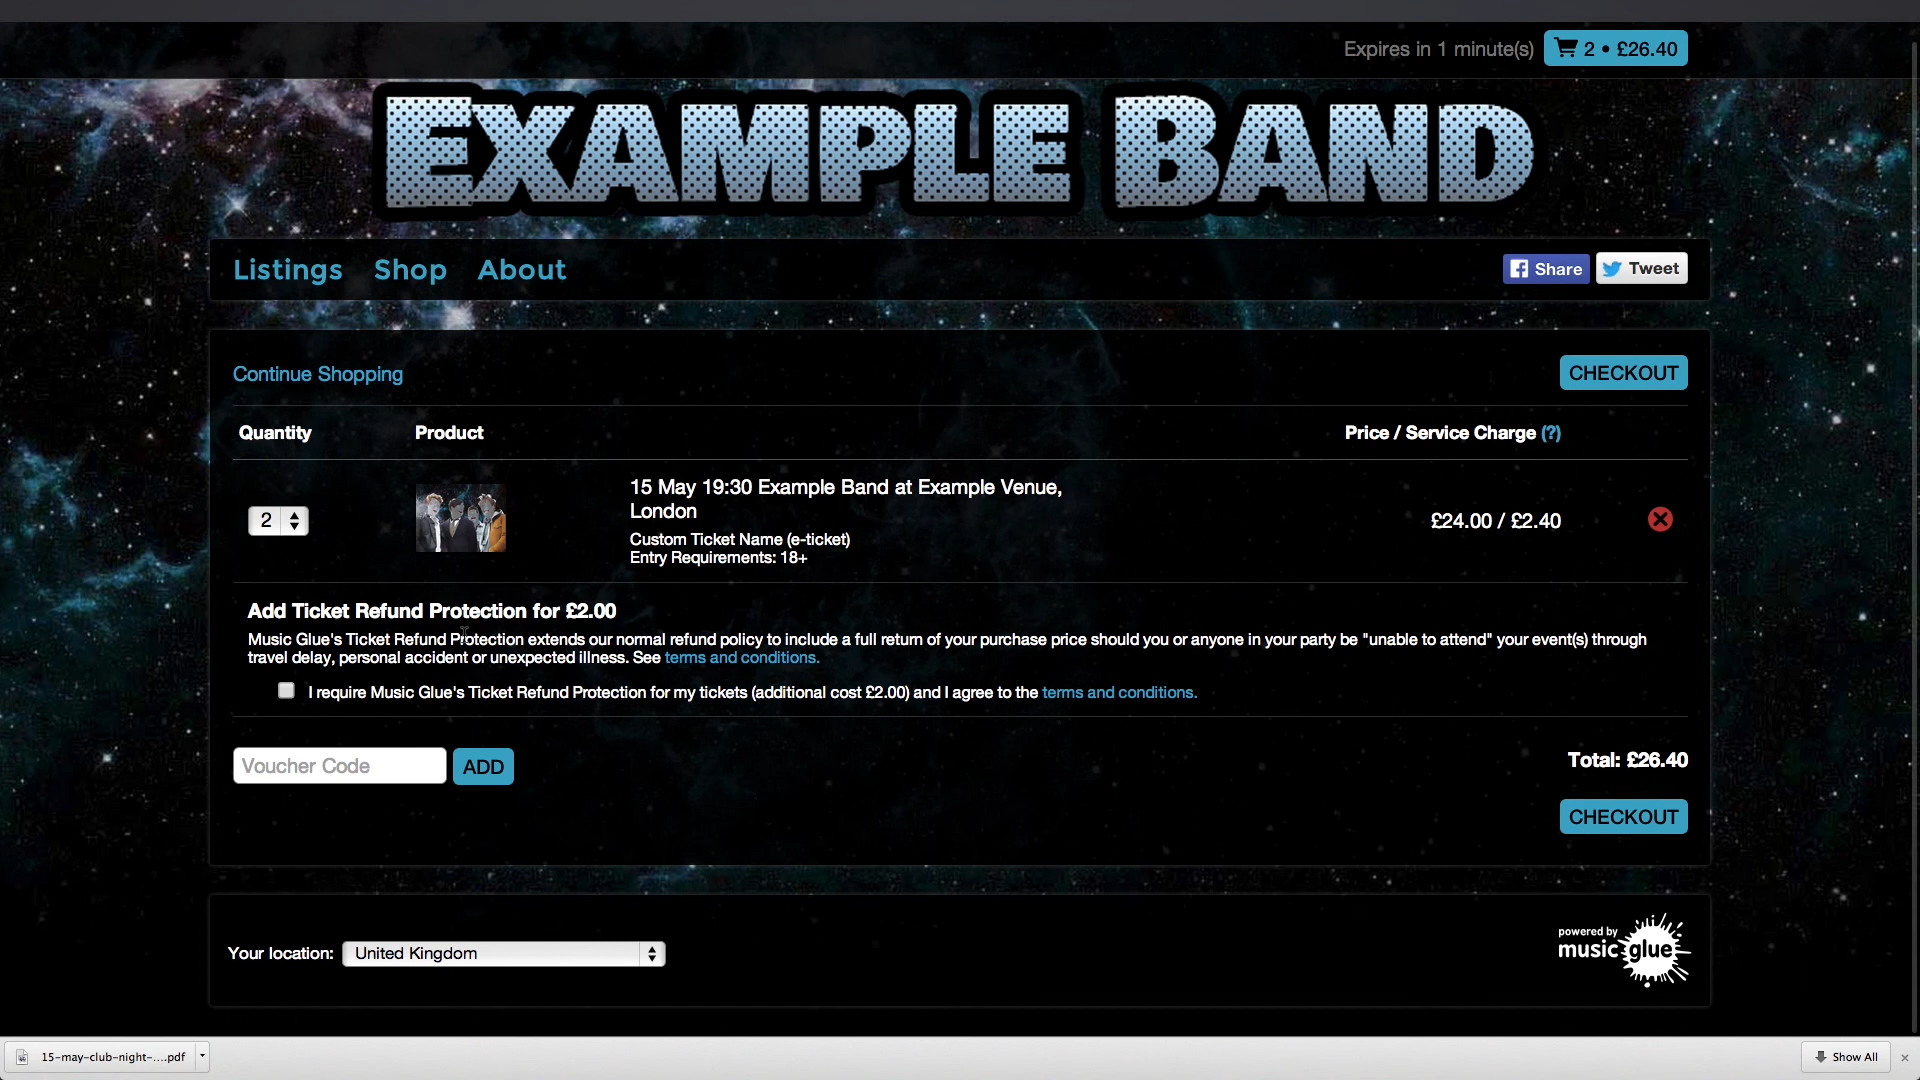 Expires in 1 minute(s)
2 • £26.40
EXAMPLE BAND
Listings Shop About
Share
Tweet
Continue Shopping
CHECKOUT
Quantity Product Price / Service Charge (?)
2
15 May 19:30 Example Band at Example Venue,
London
Custom Ticket Name (e-ticket)
Entry Requirements: 18+
£24.00 / £2.40
Add Ticket Refund Protection for £2.00
Music Glue's Ticket Refund Protection extends our normal refund policy to include a full return of your purchase price should you or anyone in your party be "unable to attend" your event(s) through
travel delay, personal accident or unexpected illness. See terms and conditions.
I require Music Glue's Ticket Refund Protection for my tickets (additional cost £2.00) and I agree to the terms and conditions.
Voucher Code
ADD
Total: £26.40
CHECKOUT
Your location: United Kingdom
powered by
music glue
15-may-club-night-....pdf
Show All